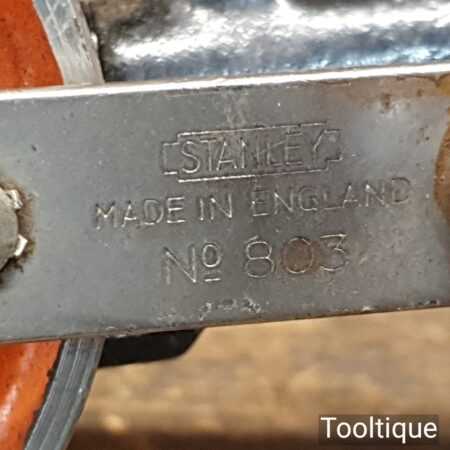 STANLEY
MADE IN ENGLAND
Nº 803
Tooltique